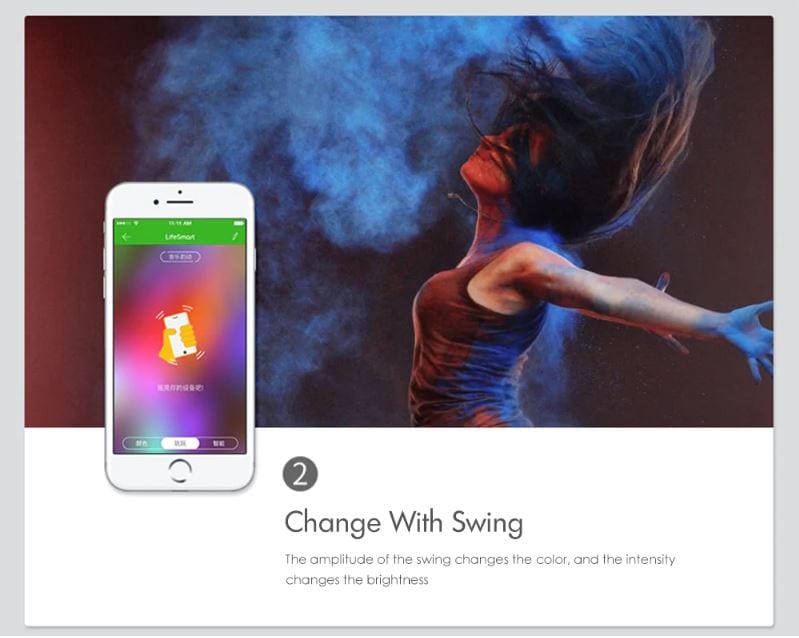 11:11 AM
LifeSmart
音乐韵动
摇亮你的设备吧!
颜色
玩玩
智能
2
Change With Swing
The amplitude of the swing changes the color, and the intensity
changes the brightness